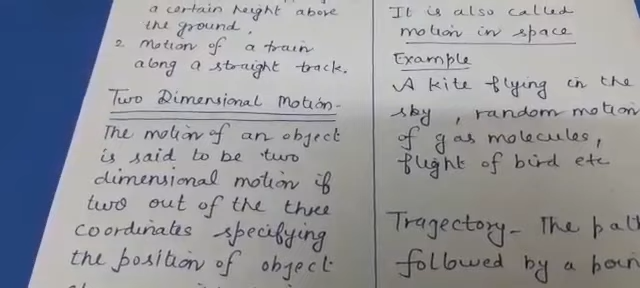 a certain height above
the ground.
2. Motion of a train
along a straight track.
Two Dimensional Motion-
The motion of an object
is said to be two
dimensional motion if
two out of the three
coordinates specifying
the position of object
It is also called
motion in space
Example
A kite flying in the
sky, random motion
of gas molecules,
flight of bird etc
Tragectory- The path
followed by a poin